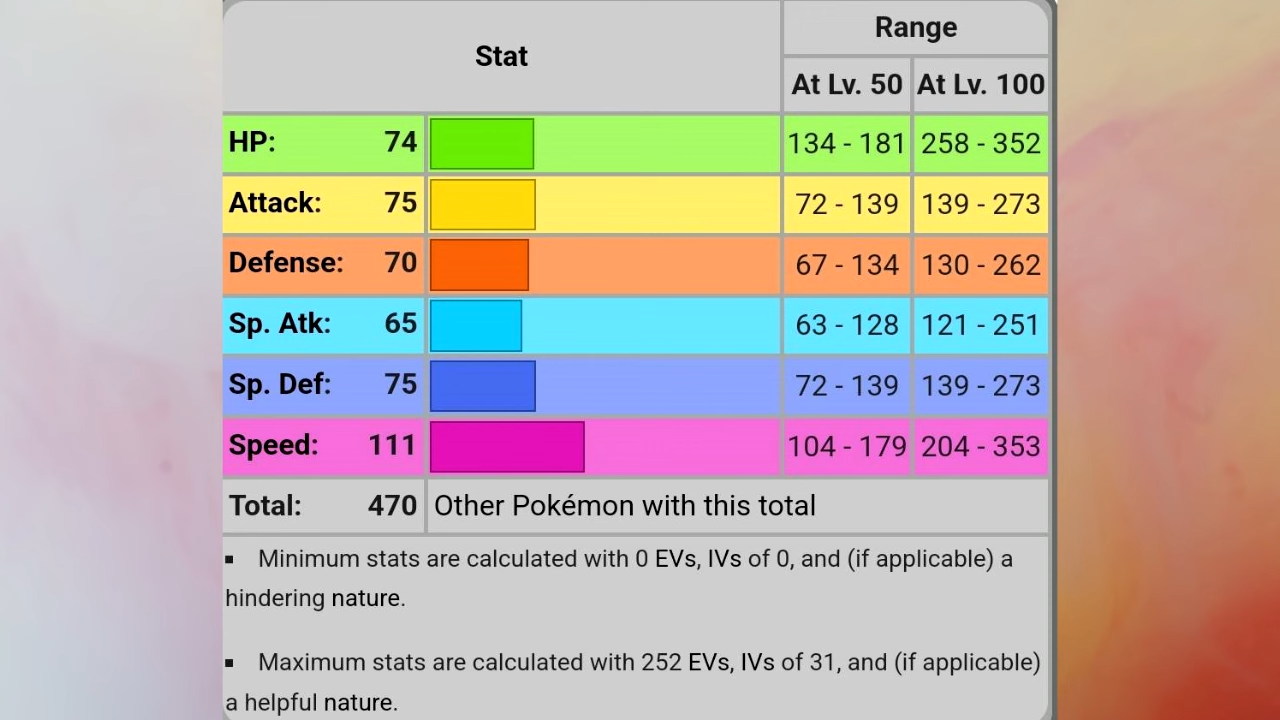 Stat
Range
At Lv. 50 At Lv. 100
HP: 74 134 - 181 258 - 352
Attack: 75 72 - 139 139 - 273
Defense: 70 67 - 134 130 - 262
Sp. Atk: 65 63 - 128 121 - 251
Sp. Def: 75 72 - 139 139 - 273
Speed: 111 104 - 179 204 - 353
Total: 470 Other Pokémon with this total
▪ Minimum stats are calculated with 0 EVs, IVs of 0, and (if applicable) a
hindering nature.
▪ Maximum stats are calculated with 252 EVs, IVs of 31, and (if applicable)
a helpful nature.